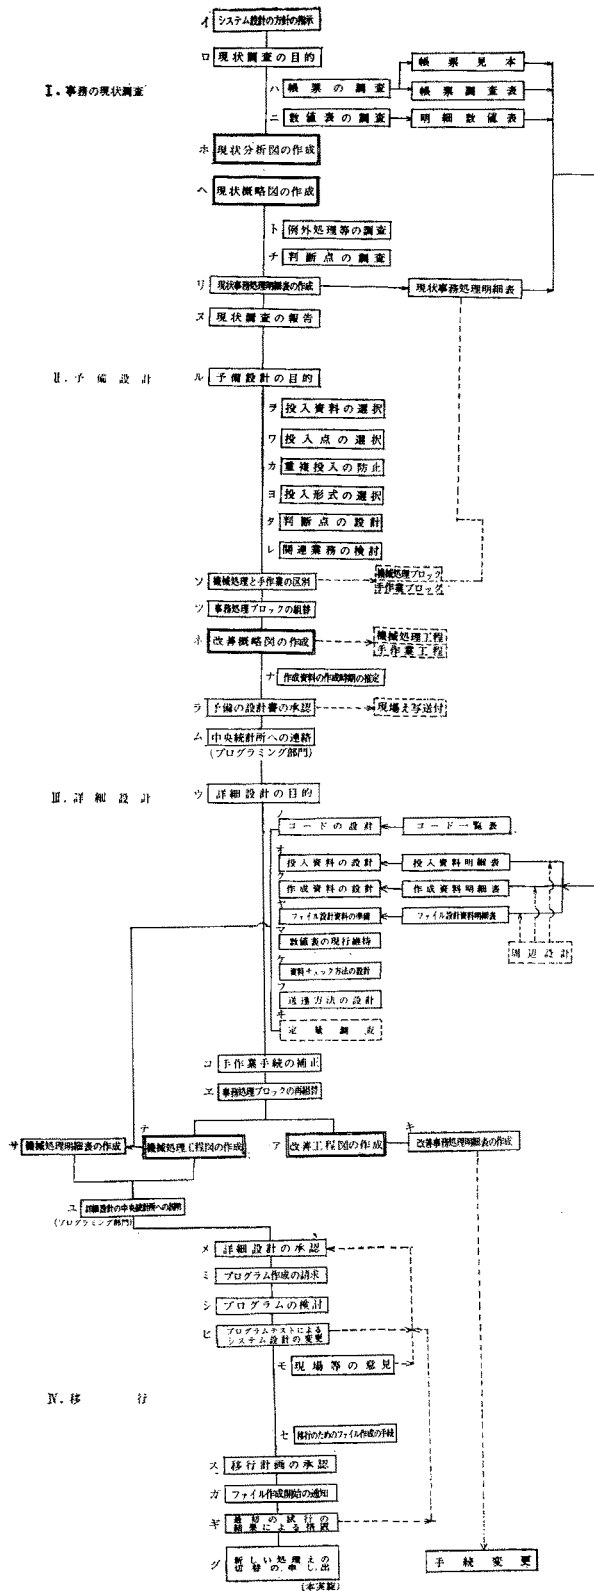 イ システム設計の方針の指示
ロ 現状調査の目的
I. 事務の現状調査
ハ 帳票の調査
帳票見本
帳票調査表
ニ 数値表の調査
明細数値表
ホ 現状分析図の作成
ヘ 現状概略図の作成
ト 例外処理等の調査
チ 判断点の調査
リ 現状事務処理明細表の作成
現状事務処理明細表
ヌ 現状調査の報告
II. 予備設計
ル 予備設計の目的
ヲ 投入資料の選択
ワ 投入点の選択
カ 重複投入の防止
ヨ 投入形式の選択
タ 判断点の設計
レ 関連業務の検討
ソ 機械処理と手作業の区別
機械処理ブロック
手作業ブロック
ツ 事務処理ブロックの組替
ネ 改善概略図の作成
機械処理工程
手作業工程
ナ 作成資料の作成時期の推定
ラ 予備の設計書の承認
現場え写送付
ム 中央統計所への連絡
(プログラミング部門)
III. 詳細設計
ウ 詳細設計の目的
ノ コードの設計
コード一覧表
オ 投入資料の設計
投入資料明細表
ク 作成資料の設計
作成資料明細表
ヤ ファイル設計資料の準備
ファイル設計資料明細表
周辺設計
マ 数値表の現行維持
ケ 資料チェック方法の設計
フ 送達方法の設計
ヰ 定量調査
コ 手作業手続の補正
エ 事務処理ブロックの再組替
サ 機械処理明細表の作成
テ 機械処理工程図の作成
ア 改善工程図の作成
キ 改善事務処理明細表の作成
ユ 詳細設計の中央統計所への説明
(プログラミング部門)
メ 詳細設計の承認
ミ プログラム作成の請求
シ プログラムの検討
ヒ プログラムテストによる
システム設計の変更
モ 現場等の意見
IV. 移行
セ 移行のためのファイル作成の手続
ス 移行計画の承認
ガ ファイル作成開始の通知
ギ 最初の試行の
結果による措置
グ 新しい処理えの
切替の申し出
(本実施)
手続変更